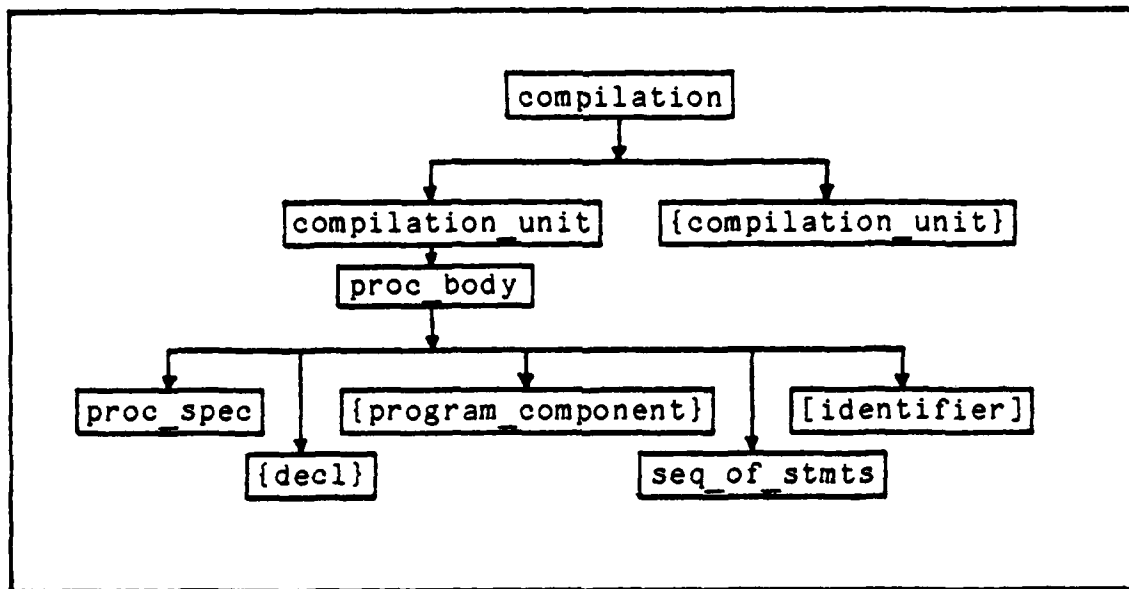 compilation
compilation_unit {compilation_unit}
proc_body
proc_spec {program_component} [identifier]
{decl} seq_of_stmts